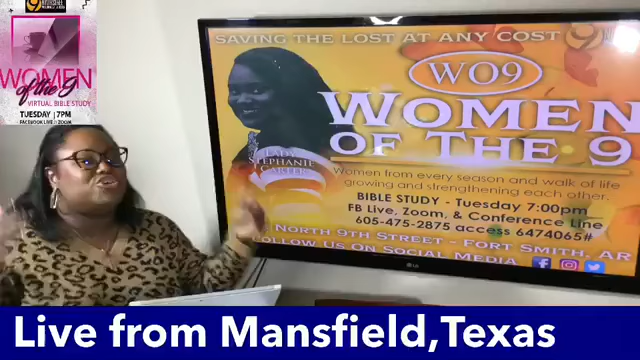 WOMEN
of the 9
VIRTUAL BIBLE STUDY
TUESDAY | 7PM
FACEBOOK LIVE | ZOOM
SAVING THE LOST AT ANY COST
WO9
WOMEN
OF THE 9
LADY
STEPHANIE
CARTER
Women from every season and walk of life
growing and strengthening each other.
BIBLE STUDY - Tuesday 7:00pm
FB Live, Zoom, & Conference Line
605-475-2875 access 6474065#
NORTH 9TH STREET - FORT SMITH, AR
FOLLOW US ON SOCIAL MEDIA
LG
Live from Mansfield,Texas